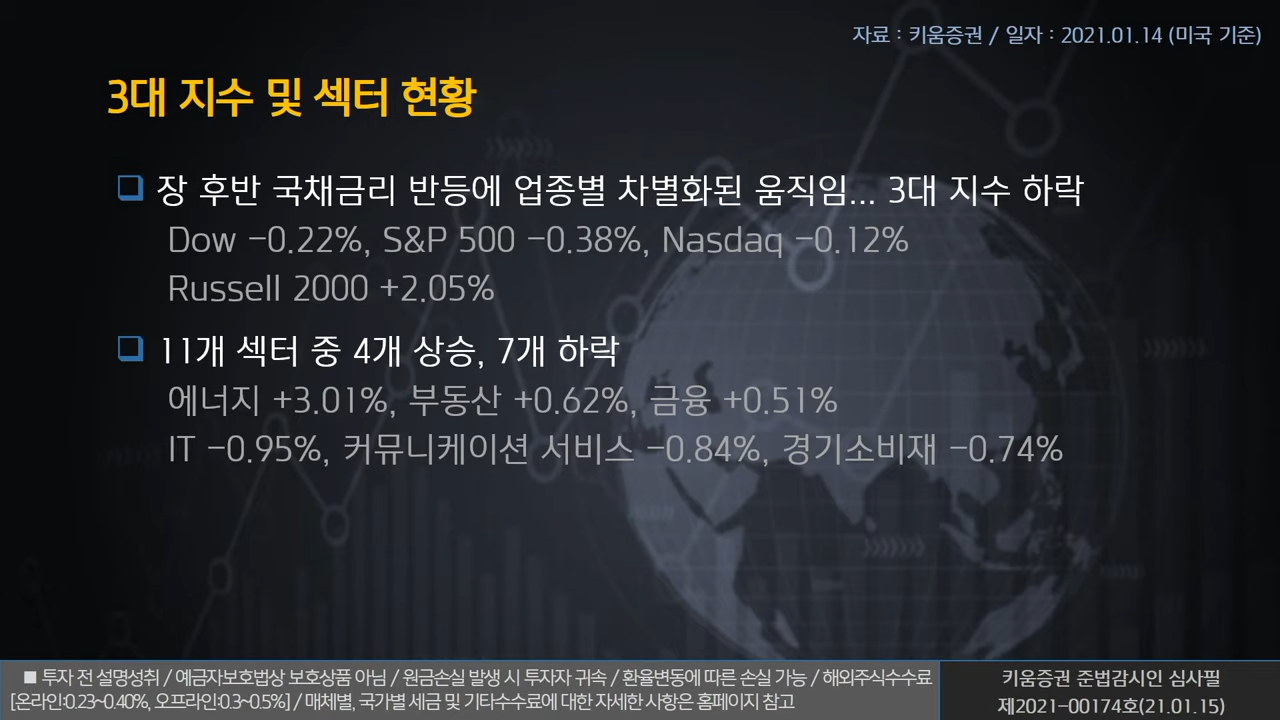 자료 : 키움증권 / 일자 : 2021.01.14 (미국 기준)
3대 지수 및 섹터 현황
❏ 장 후반 국채금리 반등에 업종별 차별화된 움직임... 3대 지수 하락
Dow -0.22%, S&P 500 -0.38%, Nasdaq -0.12%
Russell 2000 +2.05%
❏ 11개 섹터 중 4개 상승, 7개 하락
에너지 +3.01%, 부동산 +0.62%, 금융 +0.51%
IT -0.95%, 커뮤니케이션 서비스 -0.84%, 경기소비재 -0.74%
■ 투자 전 설명성취 / 예금자보호법상 보호상품 아님 / 원금손실 발생 시 투자자 귀속 / 환율변동에 따른 손실 가능 / 해외주식수수료
[온라인:0.23~0.40%, 오프라인:0.3~0.5%] / 매체별, 국가별 세금 및 기타수수료에 대한 자세한 사항은 홈페이지 참고
키움증권 준법감시인 심사필
제2021-00174호(21.01.15)